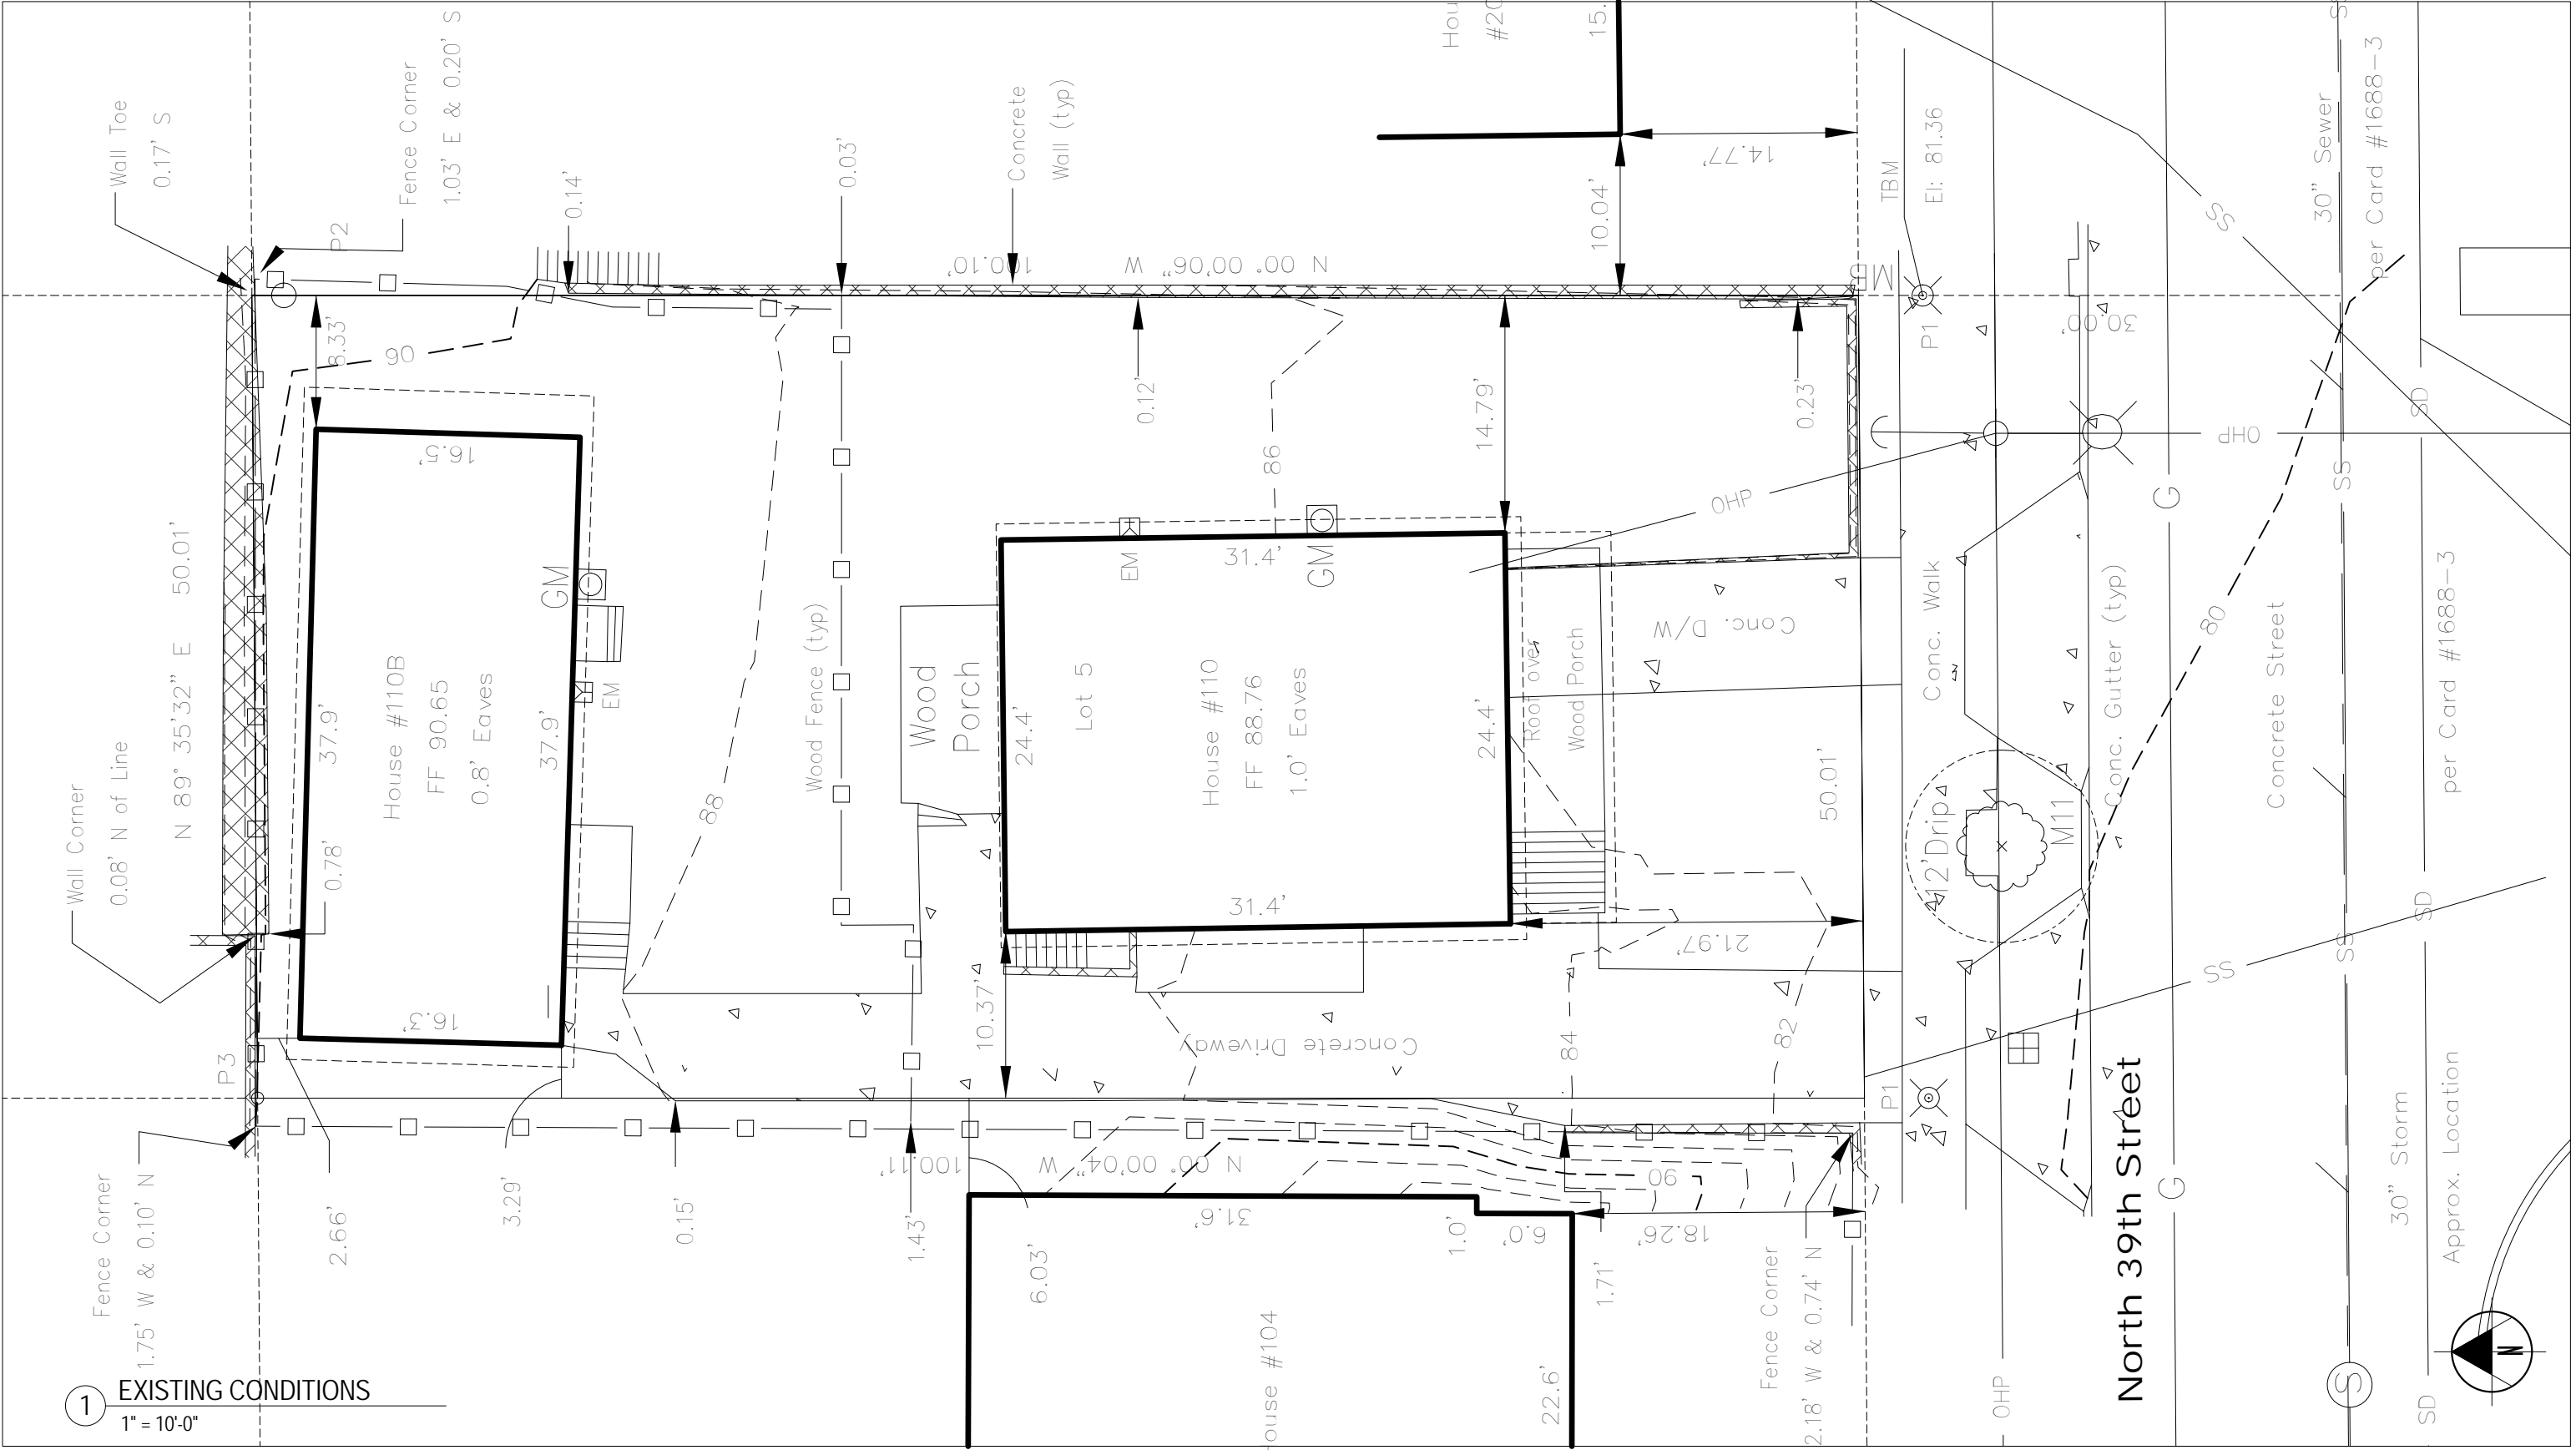 Wall Toe
0.17' S
Fence Corner
1.03' E & 0.20' S
P2
0.14'
0.03'
Concrete
Wall (typ)
#20
15.
10.04'
14.77'
TBM
El: 81.36
30" Sewer
per Card #1688-3
SS
N 00° 00'06" W
100.10'
M5
P1
30.00'
8.33'
90
16.5'
0.12'
86
14.79'
0.23'
OHP
OHP
SD
SS
G
N 89° 35'32" E 50.01'
Wall Corner
0.08' N of Line
0.78'
37.9'
House #110B
FF 90.65
0.8' Eaves
37.9'
GM
EM
16.3'
88
Wood Fence (typ)
Wood
Porch
24.4'
Lot 5
EM
31.4'
GM
House #110
FF 88.76
1.0' Eaves
24.4'
31.4'
Roof over
Wood Porch
Conc. D/W
50.01'
Conc. Walk
Conc. Gutter (typ)
12' Drip
M11
80
Concrete Street
per Card #1688-3
SD
SS
SS
21.97'
10.37'
Concrete Driveway
84
82
P3
P1
Fence Corner
1.75' W & 0.10' N
2.66'
3.29'
0.15'
1.43'
N 00° 00'04" W
100.11'
90
31.6'
1.0'
6.0'
18.26'
6.03'
1.71'
22.6'
House #104
Fence Corner
2.18' W & 0.74' N
OHP
North 39th Street
G
S
30" Storm
Approx. Location
SD
N
1
EXISTING CONDITIONS
1" = 10'-0"